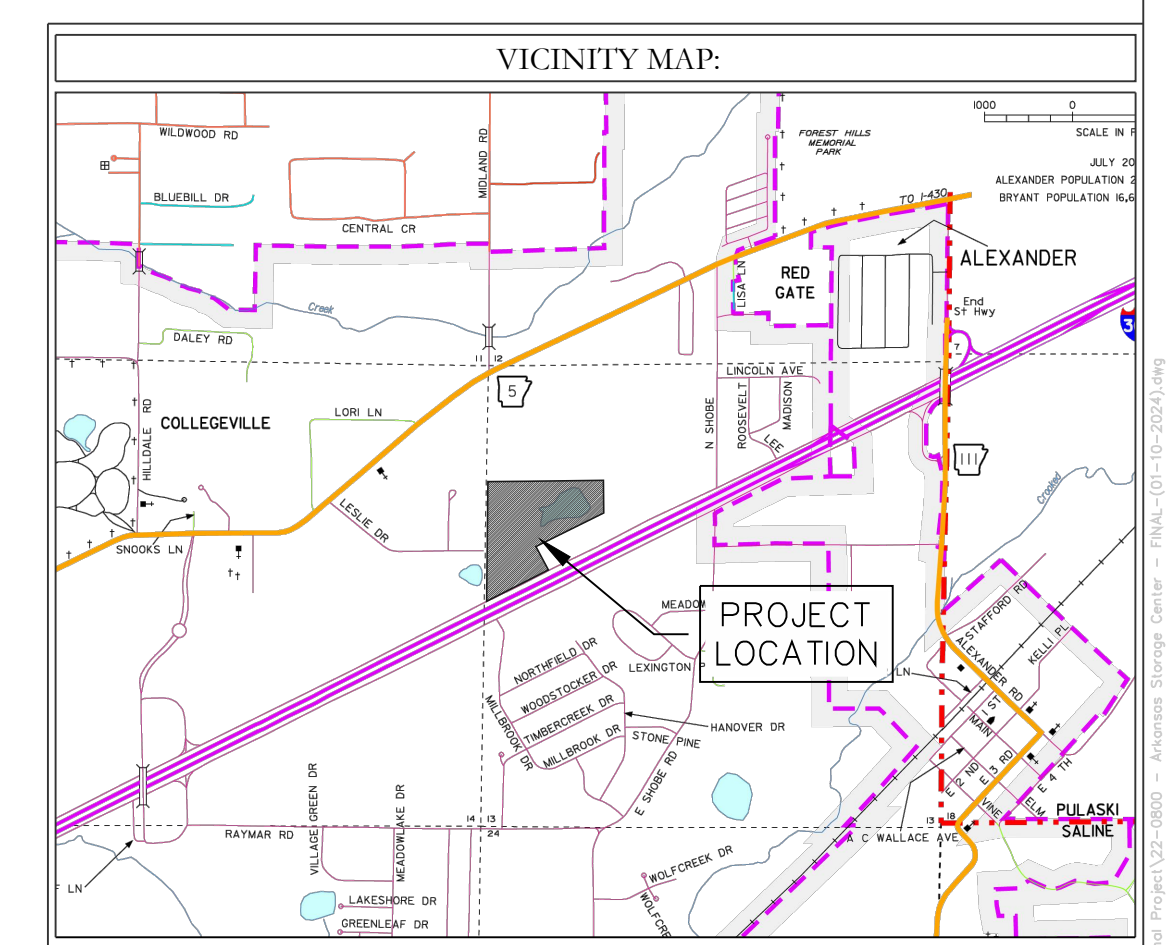 VICINITY MAP:
WILDWOOD RD
MIDLAND RD
FOREST HILLS
MEMORIAL
PARK
1000 0
SCALE IN F
JULY 20
ALEXANDER POPULATION 2
BRYANT POPULATION 16,6
BLUEBILL DR
CENTRAL CR
TO I-430
ALEXANDER
RED
GATE
LISA LN
End
St Hwy
3
Creek
DALEY RD
11 12
7
5
LINCOLN AVE
LORI LN
COLLEGEVILLE
HILLDALE RD
N SHOBE
ROOSEVELT
MADISON
LEE
111
Crooked
LESLIE DR
SNOOKS LN
PROJECT
LOCATION
MEADOW
LEXINGTON P
STAFFORD RD
KELLI PL
ALEXANDER RD
LN
1 ST
MAIN
NORTHFIELD DR
WOODSTOCKER DR
TIMBERCREEK DR
MILLBROOK DR
MILLBROOK DR
HANOVER DR
STONE PINE
E SHOBE RD
E 2 ND
E 3 RD
E 4 TH
VINE
ELM
VILLAGE GREEN DR
MEADOWLAKE DR
RAYMAR RD
14 13
24
13 18
PULASKI
SALINE
A C WALLACE AVE
F LN
WOLFCREEK DR
WOLFCRE
LAKESHORE DR
GREENLEAF DR
al Project\22-0800 - Arkansas Storage Center - FINAL-(01-10-2024).dwg